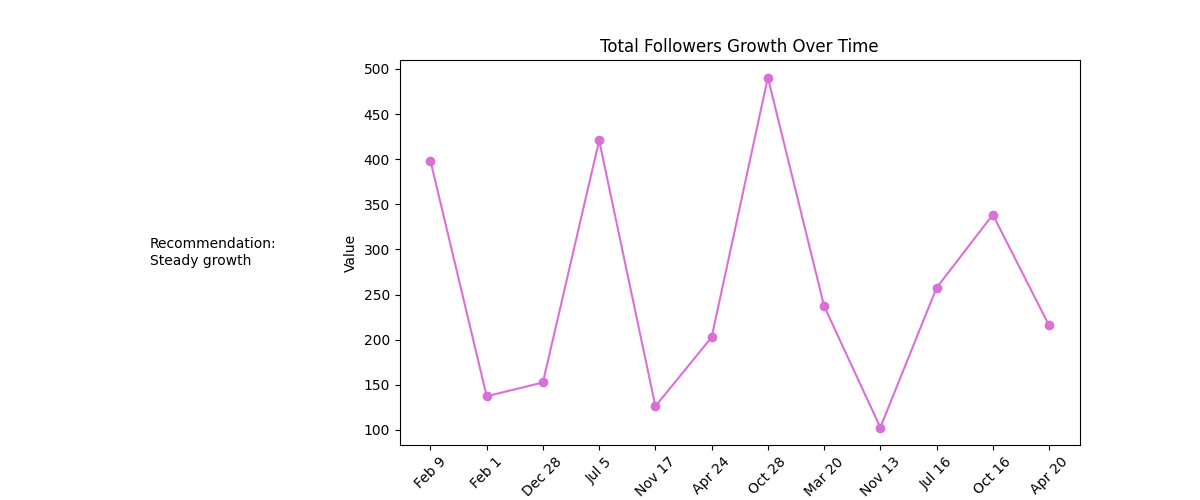 Total Followers Growth Over Time
Recommendation:
Steady growth
Value
500
450
400
350
300
250
200
150
100
Feb 9
Feb 1
Dec 28
Jul 5
Nov 17
Apr 24
Oct 28
Mar 20
Nov 13
Jul 16
Oct 16
Apr 20